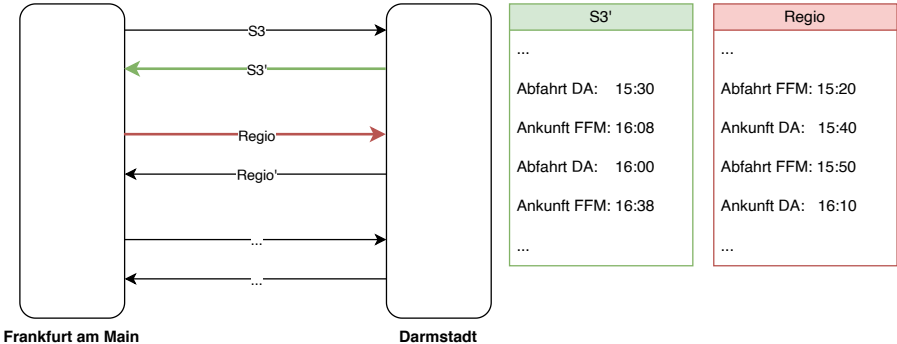 S3
S3'
Regio
Regio'
...
...
Frankfurt am Main
Darmstadt
S3'
...
Abfahrt DA: 15:30
Ankunft FFM: 16:08
Abfahrt DA: 16:00
Ankunft FFM: 16:38
...
Regio
...
Abfahrt FFM: 15:20
Ankunft DA: 15:40
Abfahrt FFM: 15:50
Ankunft DA: 16:10
...